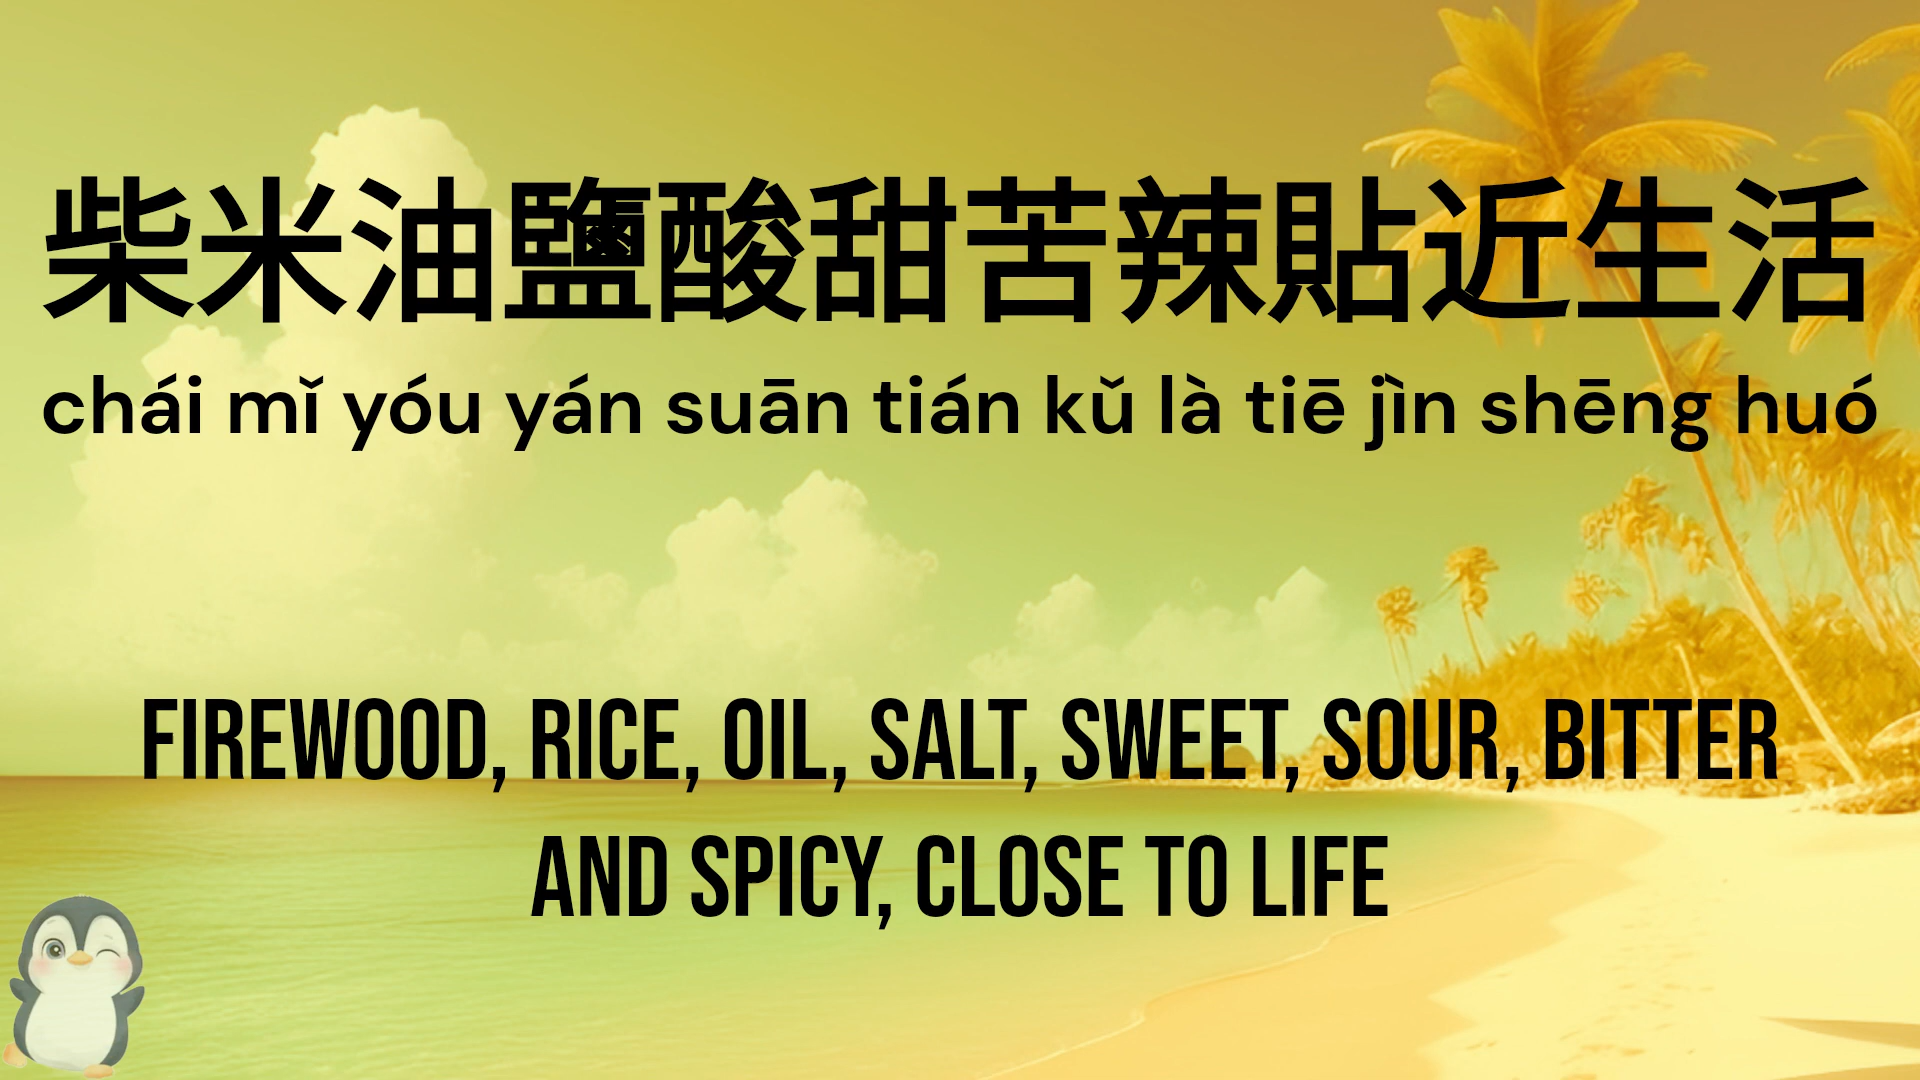 柴米油鹽酸甜苦辣貼近生活
chái mǐ yóu yán suān tián kǔ là tiē jìn shēng huó
FIREWOOD, RICE, OIL, SALT, SWEET, SOUR, BITTER
AND SPICY, CLOSE TO LIFE